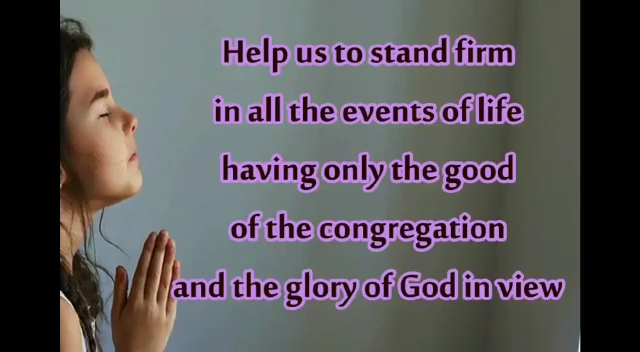 Help us to stand firm
in all the events of life
having only the good
of the congregation
and the glory of God in view